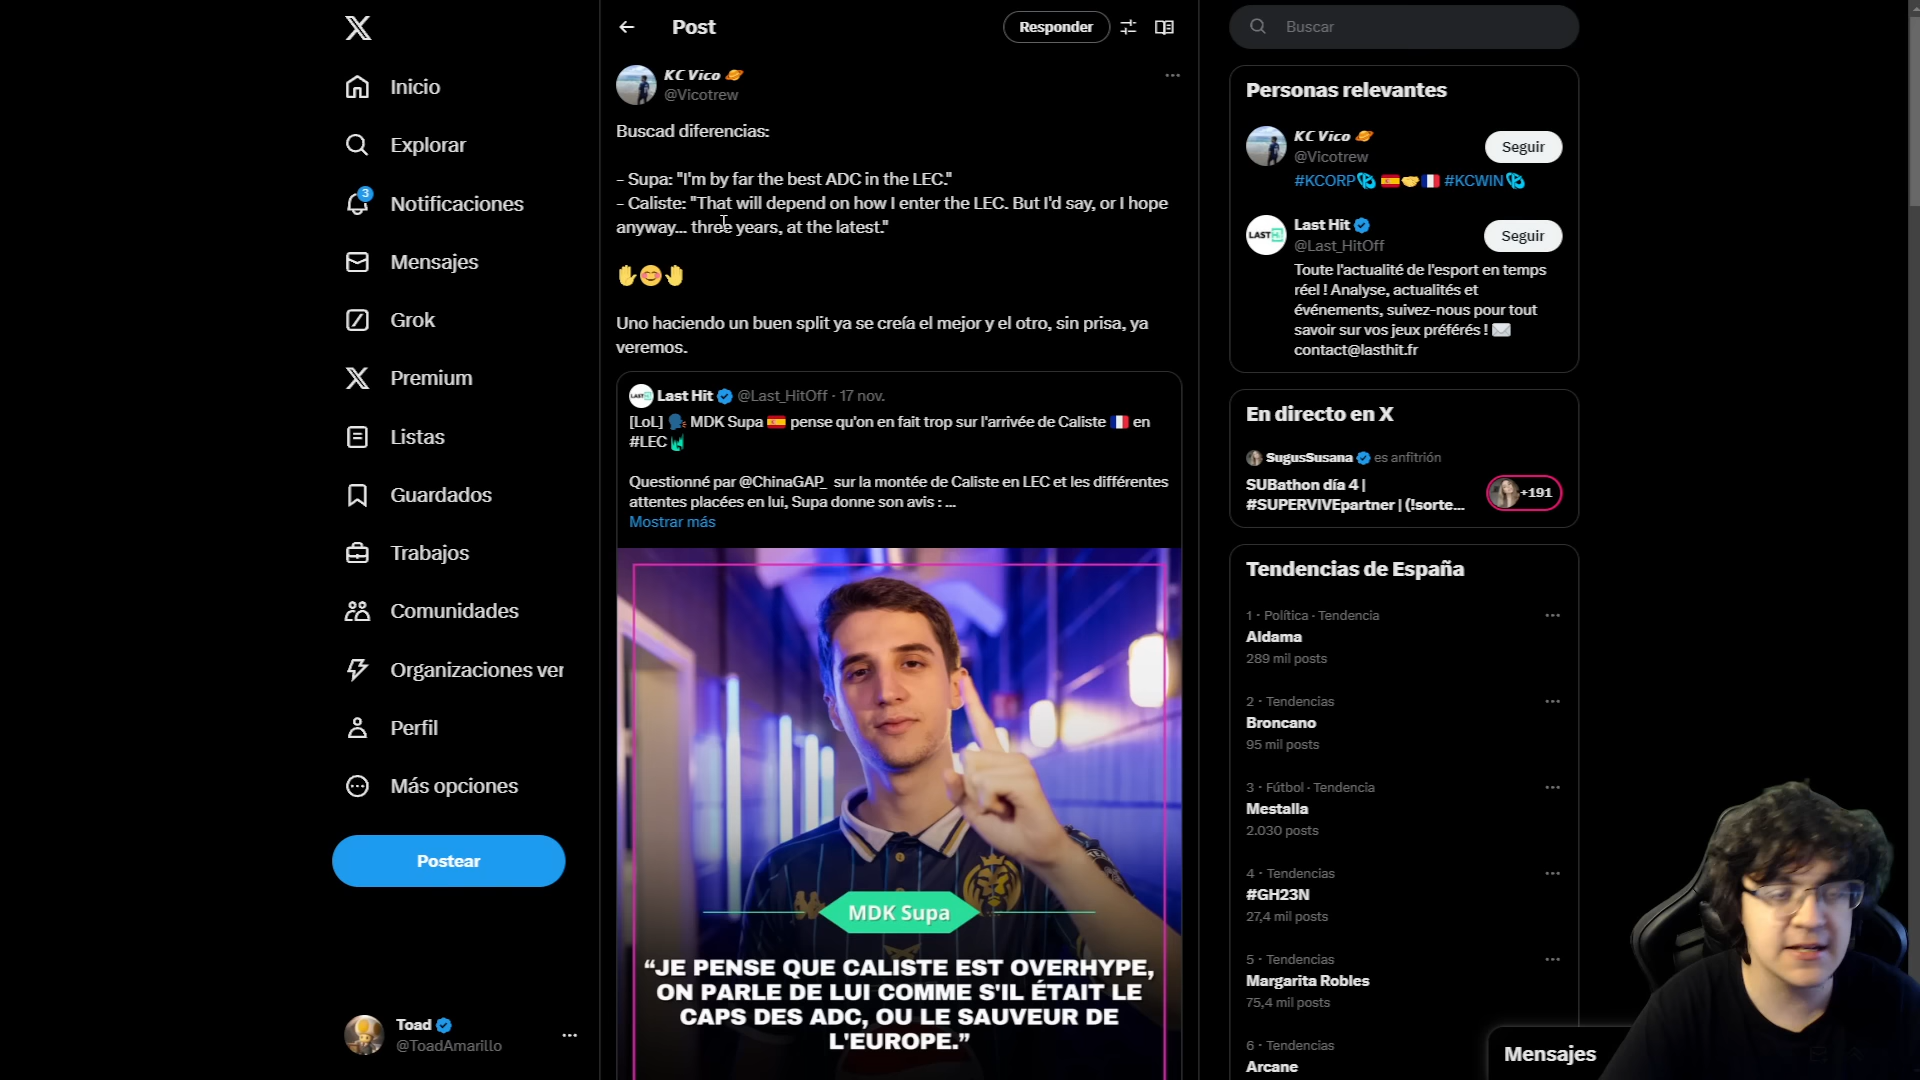 Inicio
Explorar
3
Notificaciones
Mensajes
Grok
Premium
Listas
Guardados
Trabajos
Comunidades
Organizaciones ver
Perfil
Más opciones
Postear
Toad
@ToadAmarillo
Post
Responder
KC Vico
@Vicotrew
Buscad diferencias:
- Supa: "I'm by far the best ADC in the LEC."
- Caliste: "That will depend on how I enter the LEC. But I'd say, or I hope
anyway... three years, at the latest."
Uno haciendo un buen split ya se creía el mejor y el otro, sin prisa, ya
veremos.
Last Hit @Last_HitOff · 17 nov.
[LoL] MDK Supa pense qu'on en fait trop sur l'arrivée de Caliste en
#LEC
Questionné par @ChinaGAP_ sur la montée de Caliste en LEC et les différentes
attentes placées en lui, Supa donne son avis : ...
Mostrar más
MDK Supa
“JE PENSE QUE CALISTE EST OVERHYPE,
ON PARLE DE LUI COMME S'IL ÉTAIT LE
CAPS DES ADC, OU LE SAUVEUR DE
L'EUROPE.”
Buscar
Personas relevantes
KC Vico
@Vicotrew
Seguir
#KCORP #KCWIN
LAST H
Last Hit
@Last_HitOff
Seguir
Toute l'actualité de l'esport en temps
réel ! Analyse, actualités et
événements, suivez-nous pour tout
savoir sur vos jeux préférés !
contact@lasthit.fr
En directo en X
SugusSusana es anfitrión
SUBathon día 4 |
#SUPERVIVEpartner | (!sorte...
+191
Tendencias de España
1 · Política · Tendencia
Aldama
289 mil posts
2 · Tendencias
Broncano
95 mil posts
3 · Fútbol · Tendencia
Mestalla
2.030 posts
4 · Tendencias
#GH23N
27,4 mil posts
5 · Tendencias
Margarita Robles
75,4 mil posts
6 · Tendencias
Arcane
Mensajes